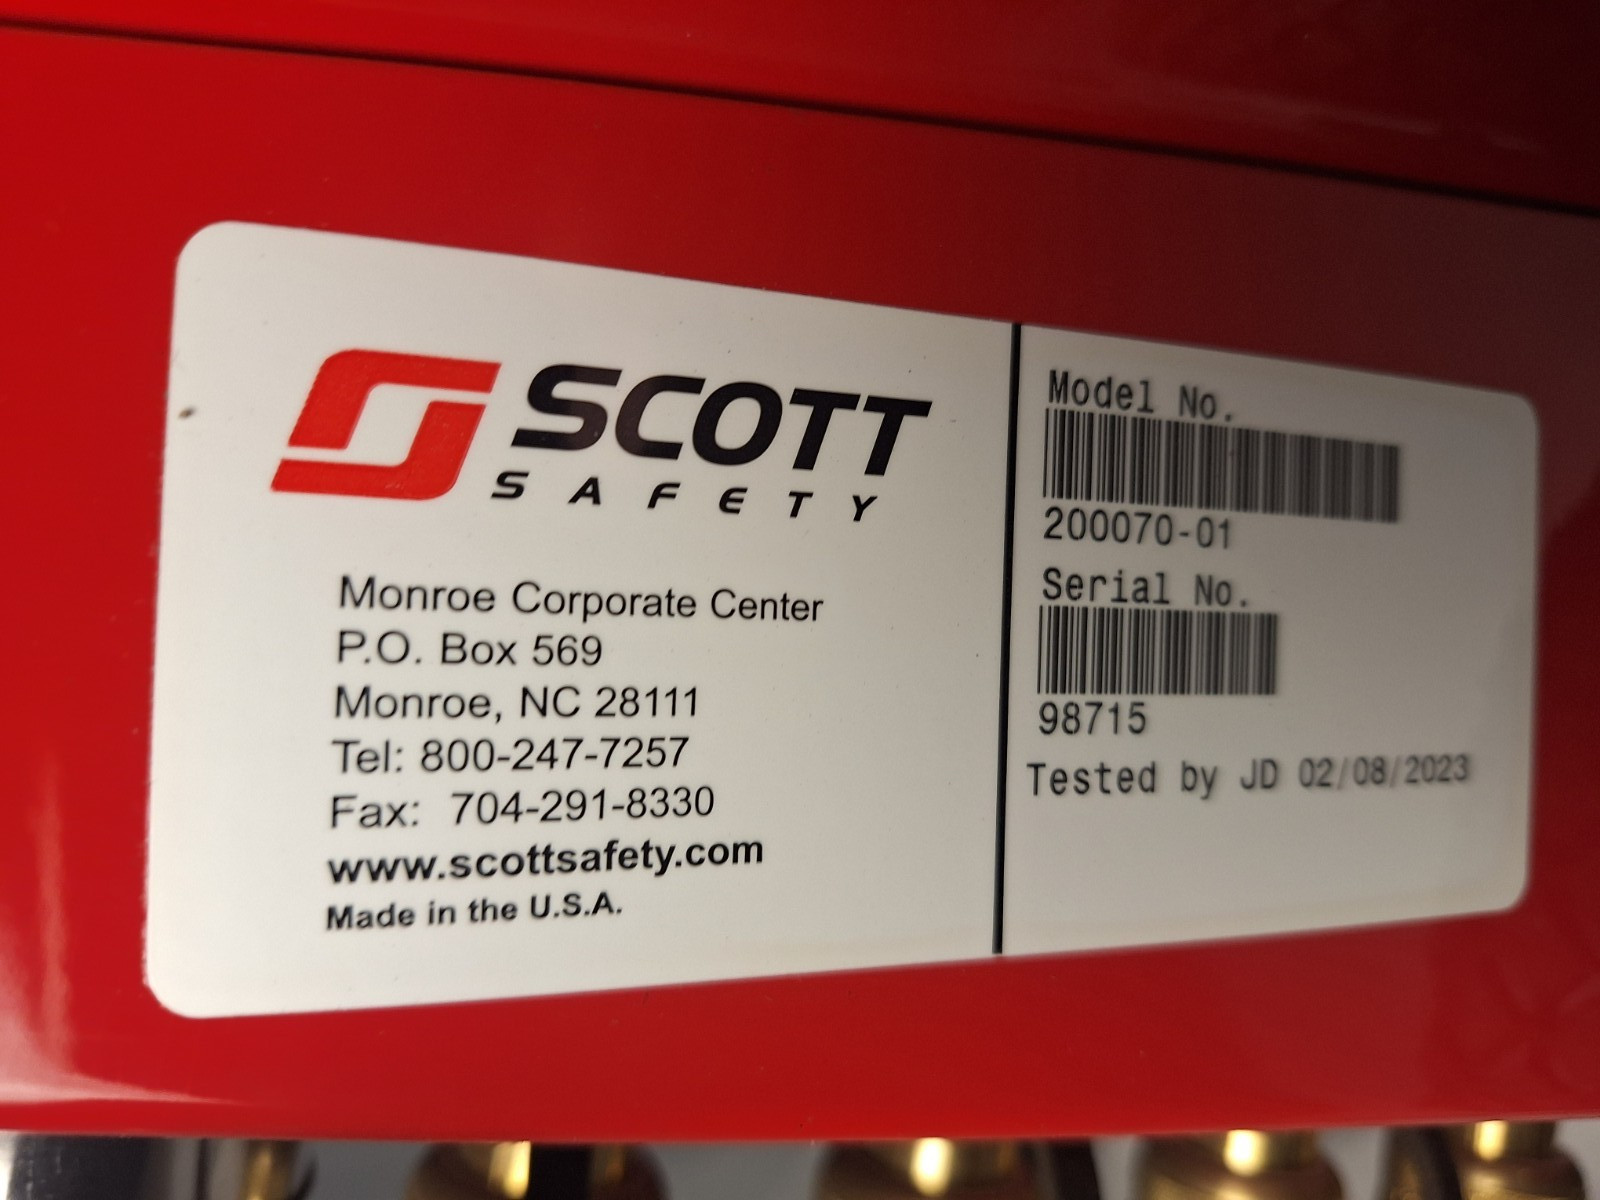 SCOTT
SAFETY
Monroe Corporate Center
P.O. Box 569
Monroe, NC 28111
Tel: 800-247-7257
Fax: 704-291-8330
www.scottsafety.com
Made in the U.S.A.
Model No.
200070-01
Serial No.
98715
Tested by JD 02/08/2023